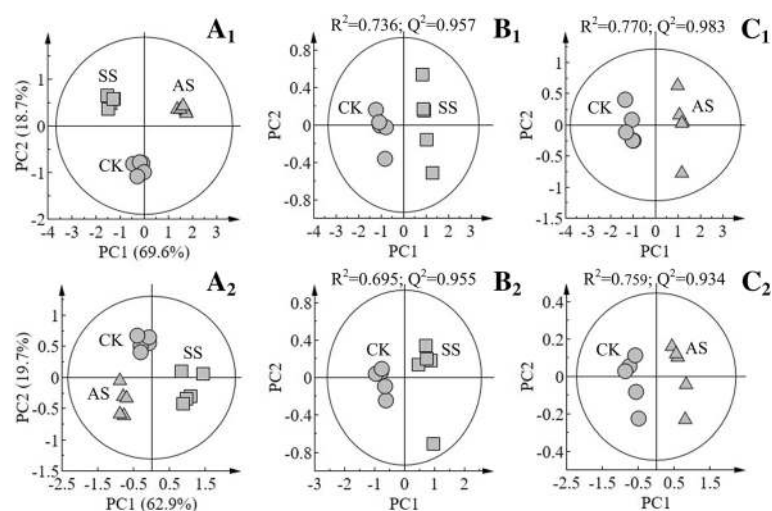 A1
SS
AS
CK
PC2 (18.7%)
1
0
-1
-2
-4 -3 -2 -1 0 1 2 3
PC1 (69.6%)
R²=0.736; Q²=0.957
B1
CK
SS
PC2
0.8
0.4
0
-0.4
-0.8
-3 -2 -1 0 1 2 3
PC1
R²=0.770; Q²=0.983
C1
CK
AS
PC2
1
0.5
0
-0.5
-1
-1.5
-4 -3 -2 -1 0 1 2 3
PC1
A2
CK
SS
AS
PC2 (19.7%)
1
0.5
0
-0.5
-1
-1.5
-2.5 -1.5 -0.5 0.5 1.5 2.5
PC1 (62.9%)
R²=0.695; Q²=0.955
B2
CK
SS
PC2
0.8
0.4
0
-0.4
-0.8
-3 -2 -1 0 1 2
PC1
R²=0.759; Q²=0.934
C2
CK
AS
PC2
0.4
0.2
0
-0.2
-0.4
-3 -2 -1 0 1 2
PC1